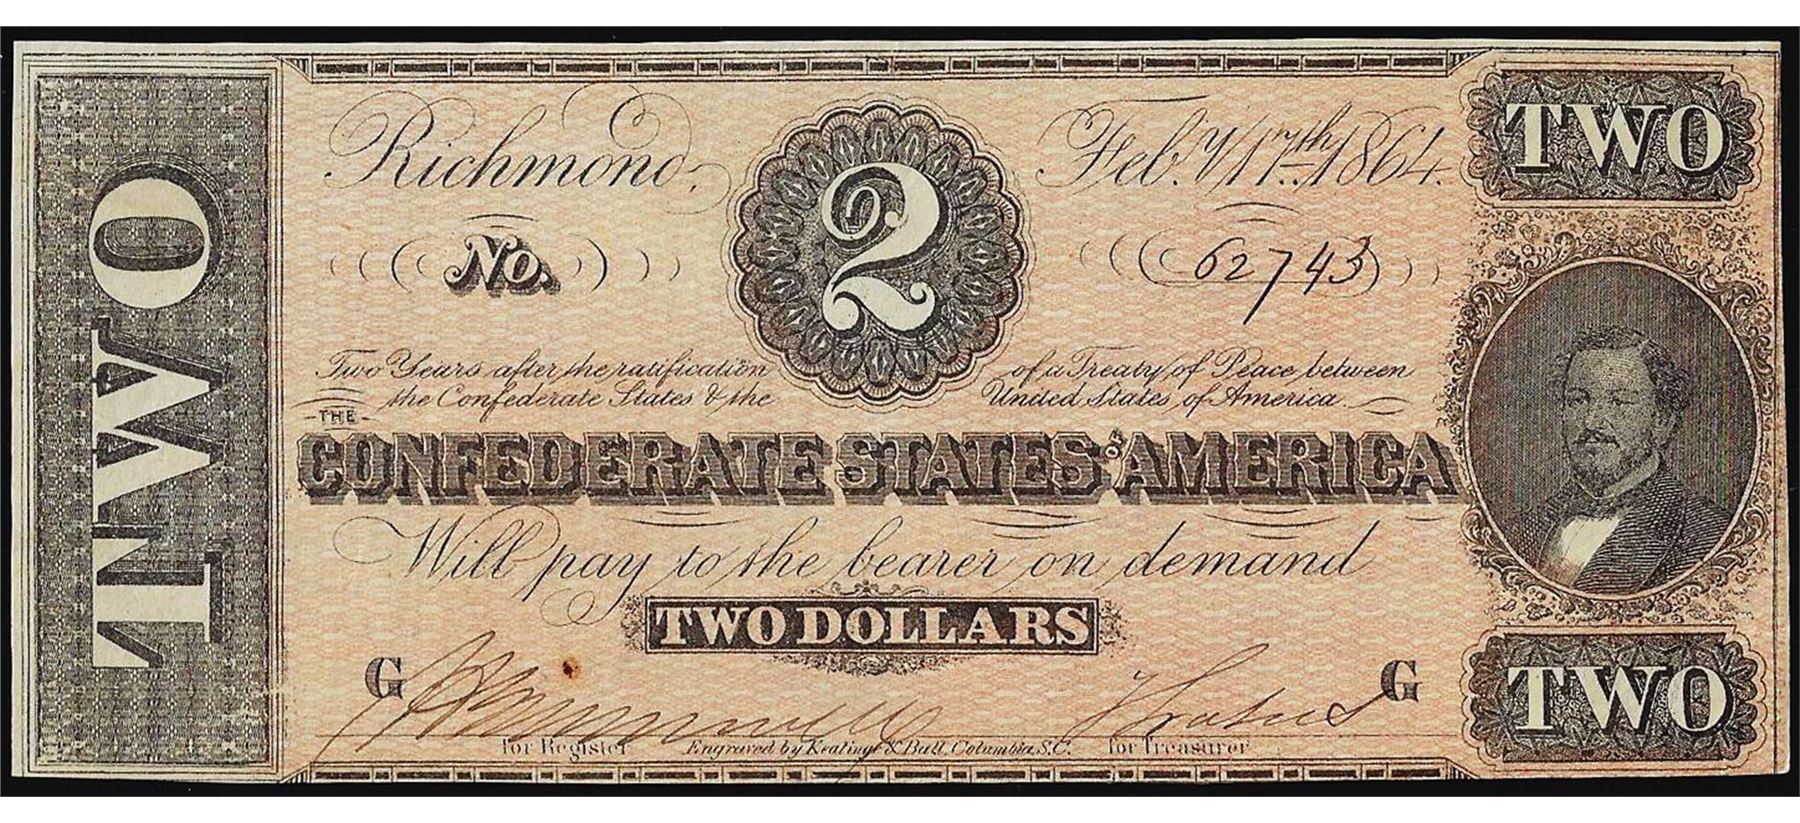 TWO
Richmond, 2 Feb.y 17th 1864.
TWO
No. 62743
Two Years after the ratification of a Treaty of Peace between
the Confederate States & the United States of America
THE
CONFEDERATE STATES OF AMERICA
Will pay to the bearer on demand
TWO DOLLARS
G G
TWO
for Register Engraved by Keatinge & Ball, Columbia, S.C. for Treasurer